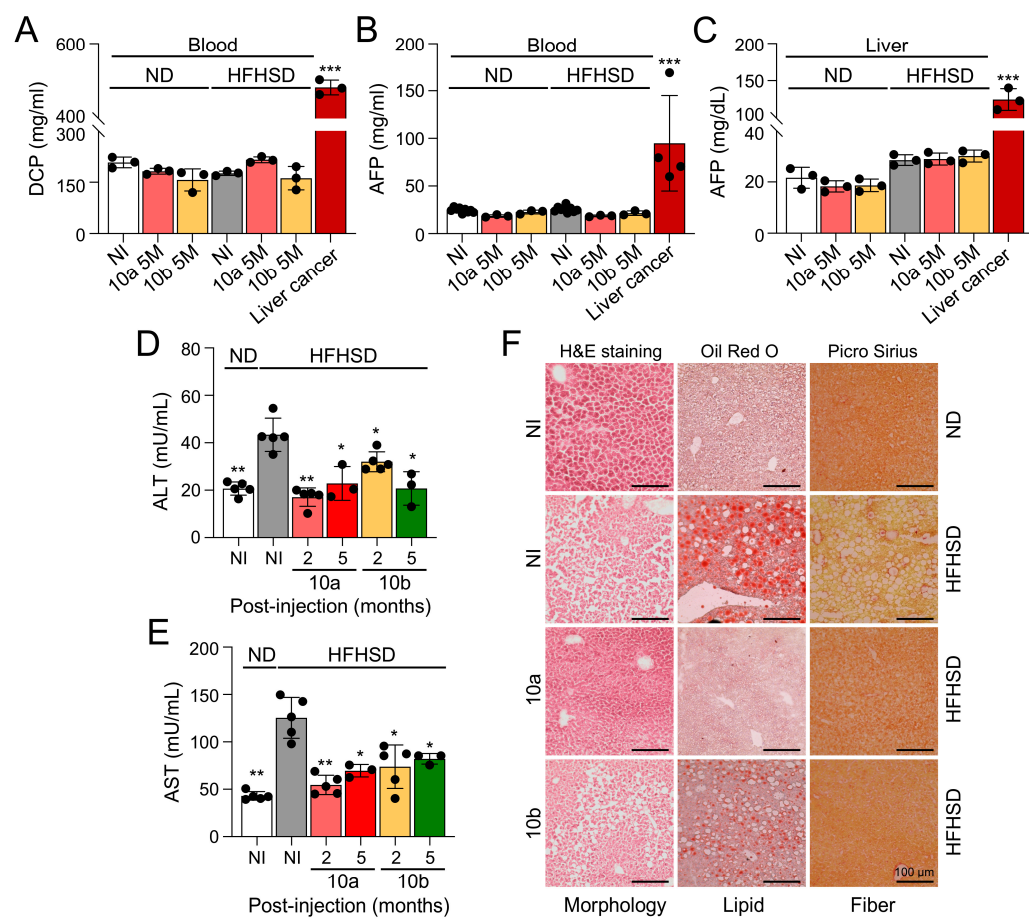 A
Blood
ND
HFHSD
***
DCP (mg/ml)
600
400
300
150
0
NI
10a 5M
10b 5M
NI
10a 5M
10b 5M
Liver cancer
B
Blood
ND
HFHSD
***
AFP (mg/ml)
200
150
100
50
0
NI
10a 5M
10b 5M
NI
10a 5M
10b 5M
Liver cancer
C
Liver
ND
HFHSD
***
AFP (mg/dL)
200
150
100
40
20
0
NI
10a 5M
10b 5M
NI
10a 5M
10b 5M
Liver cancer
D
ND
HFHSD
ALT (mU/mL)
80
60
40
20
0
**
**
*
*
*
NI
NI
2
5
2
5
10a
10b
Post-injection (months)
E
ND
HFHSD
AST (mU/mL)
200
150
100
50
0
**
**
*
*
*
NI
NI
2
5
2
5
10a
10b
Post-injection (months)
F
H&E staining
Oil Red O
Picro Sirius
NI
ND
NI
HFHSD
10a
HFHSD
10b
HFHSD
100 μm
Morphology
Lipid
Fiber